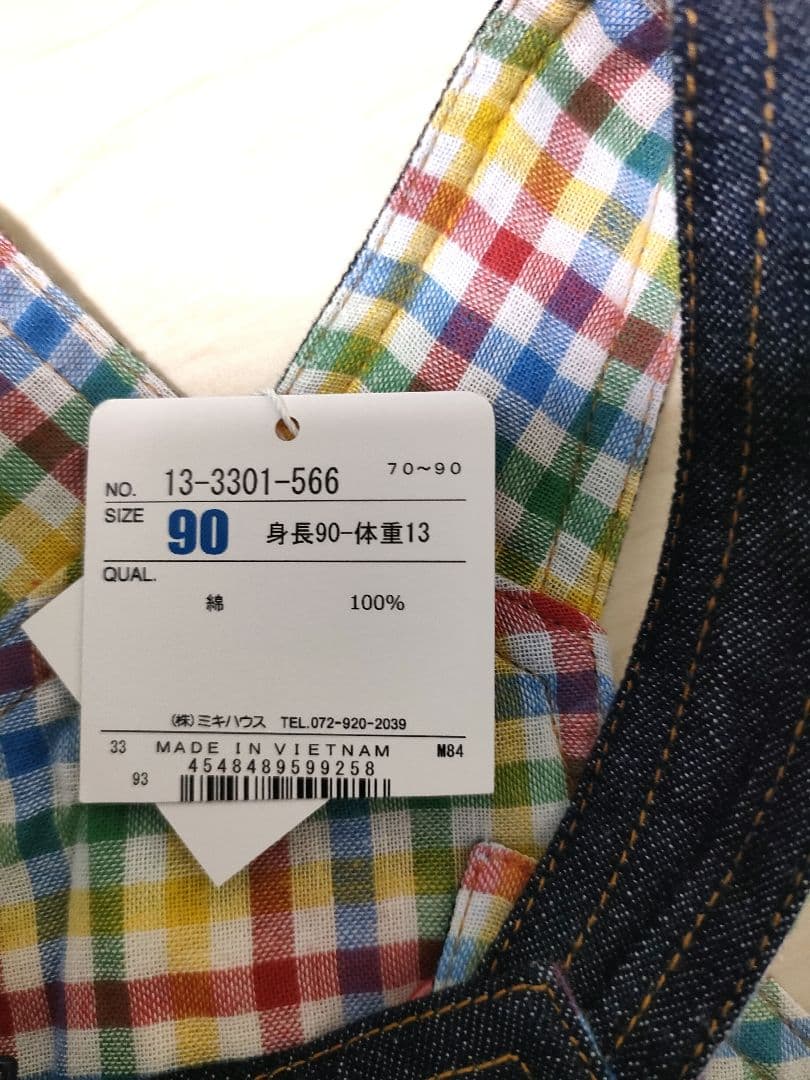 NO. 13-3301-566 70~90
SIZE 90 身長90-体重13
QUAL.
綿 100%
(株)ミキハウス TEL.072-920-2039
33 MADE IN VIETNAM M84
93 4548489599258